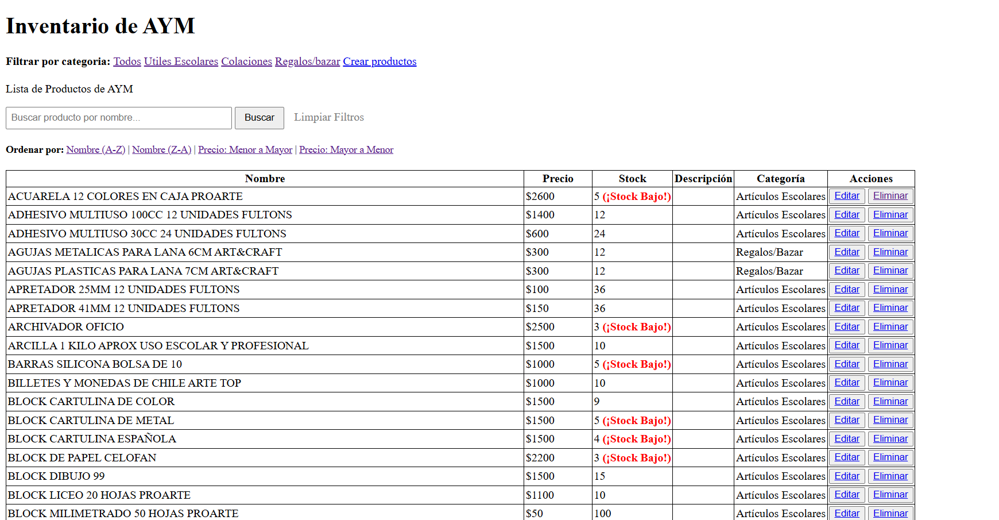 Inventario de AYM
Filtrar por categoria: Todos Utiles Escolares Colaciones Regalos/bazar Crear productos
Lista de Productos de AYM
Buscar producto por nombre... Buscar Limpiar Filtros
Ordenar por: Nombre (A-Z) | Nombre (Z-A) | Precio: Menor a Mayor | Precio: Mayor a Menor
Nombre Precio Stock Descripción Categoría Acciones
ACUARELA 12 COLORES EN CAJA PROARTE $2600 5 (¡Stock Bajo!) Artículos Escolares Editar Eliminar
ADHESIVO MULTIUSO 100CC 12 UNIDADES FULTONS $1400 12 Artículos Escolares Editar Eliminar
ADHESIVO MULTIUSO 30CC 24 UNIDADES FULTONS $600 24 Artículos Escolares Editar Eliminar
AGUJAS METALICAS PARA LANA 6CM ART&CRAFT $300 12 Regalos/Bazar Editar Eliminar
AGUJAS PLASTICAS PARA LANA 7CM ART&CRAFT $300 12 Regalos/Bazar Editar Eliminar
APRETADOR 25MM 12 UNIDADES FULTONS $100 36 Artículos Escolares Editar Eliminar
APRETADOR 41MM 12 UNIDADES FULTONS $150 36 Artículos Escolares Editar Eliminar
ARCHIVADOR OFICIO $2500 3 (¡Stock Bajo!) Artículos Escolares Editar Eliminar
ARCILLA 1 KILO APROX USO ESCOLAR Y PROFESIONAL $1500 10 Artículos Escolares Editar Eliminar
BARRAS SILICONA BOLSA DE 10 $1000 5 (¡Stock Bajo!) Artículos Escolares Editar Eliminar
BILLETES Y MONEDAS DE CHILE ARTE TOP $1000 10 Artículos Escolares Editar Eliminar
BLOCK CARTULINA DE COLOR $1500 9 Artículos Escolares Editar Eliminar
BLOCK CARTULINA DE METAL $1500 5 (¡Stock Bajo!) Artículos Escolares Editar Eliminar
BLOCK CARTULINA ESPAÑOLA $1500 4 (¡Stock Bajo!) Artículos Escolares Editar Eliminar
BLOCK DE PAPEL CELOFAN $2200 3 (¡Stock Bajo!) Artículos Escolares Editar Eliminar
BLOCK DIBUJO 99 $1500 15 Artículos Escolares Editar Eliminar
BLOCK LICEO 20 HOJAS PROARTE $1100 10 Artículos Escolares Editar Eliminar
BLOCK MILIMETRADO 50 HOJAS PROARTE $50 100 Artículos Escolares Editar Eliminar